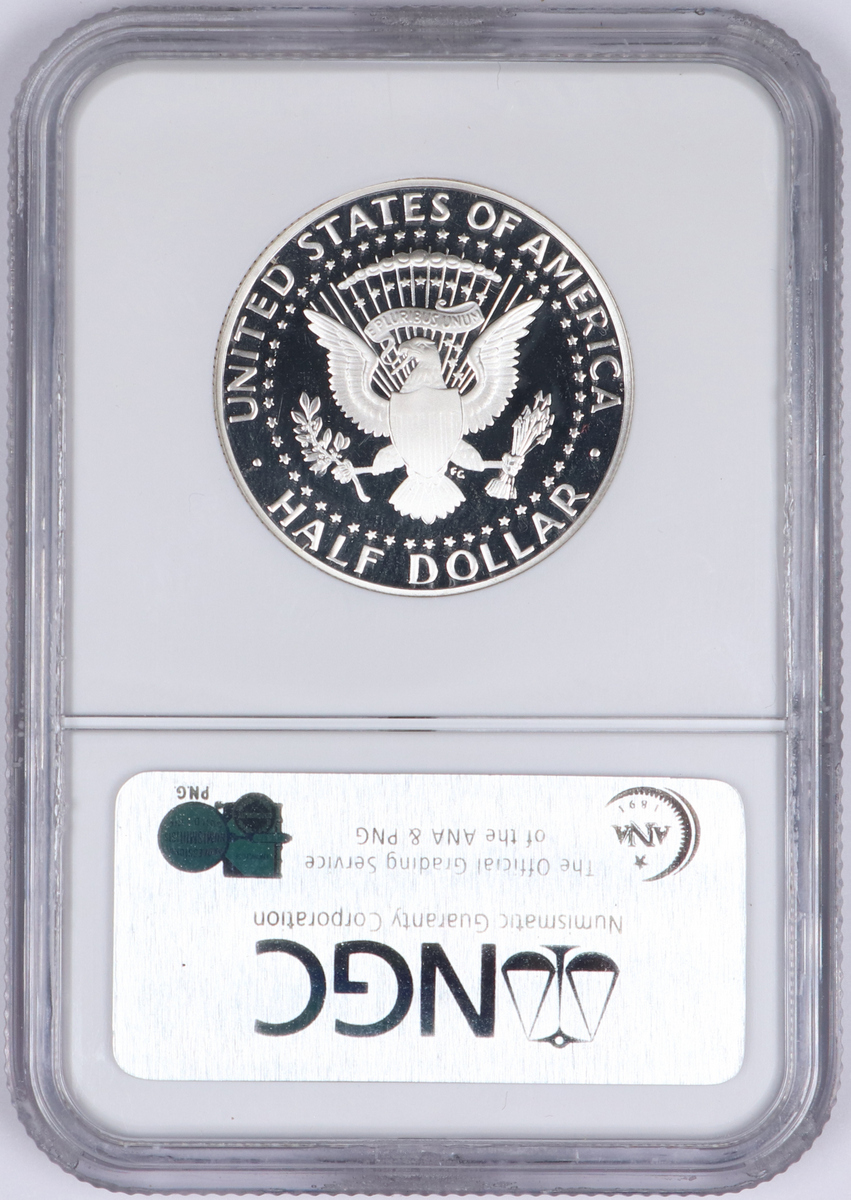 UNITED STATES OF AMERICA
E PLURIBUS UNUM
FG
HALF DOLLAR
NGC
Numismatic Guaranty Corporation
The Official Grading Service
of the ANA & PNG
1891
ANA
PNG